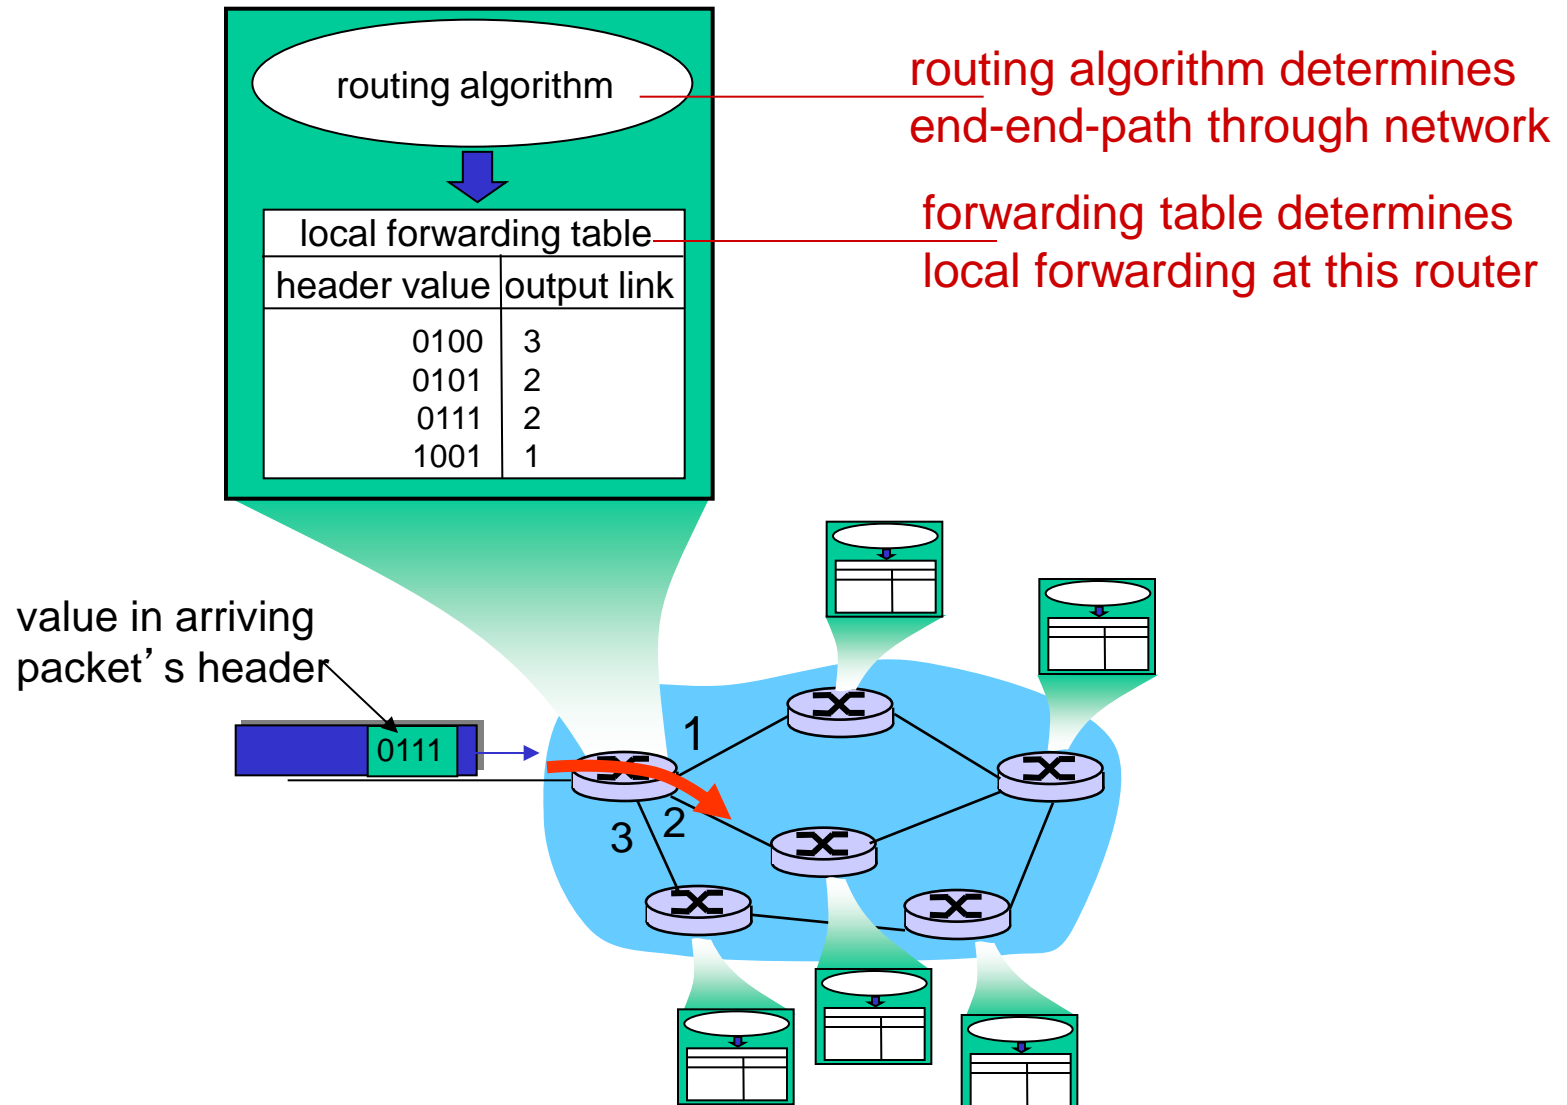 routing algorithm
routing algorithm determines
end-end-path through network
local forwarding table
forwarding table determines
local forwarding at this router
header value output link
0100 3
0101 2
0111 2
1001 1
value in arriving
packet’s header
0111
1
2
3